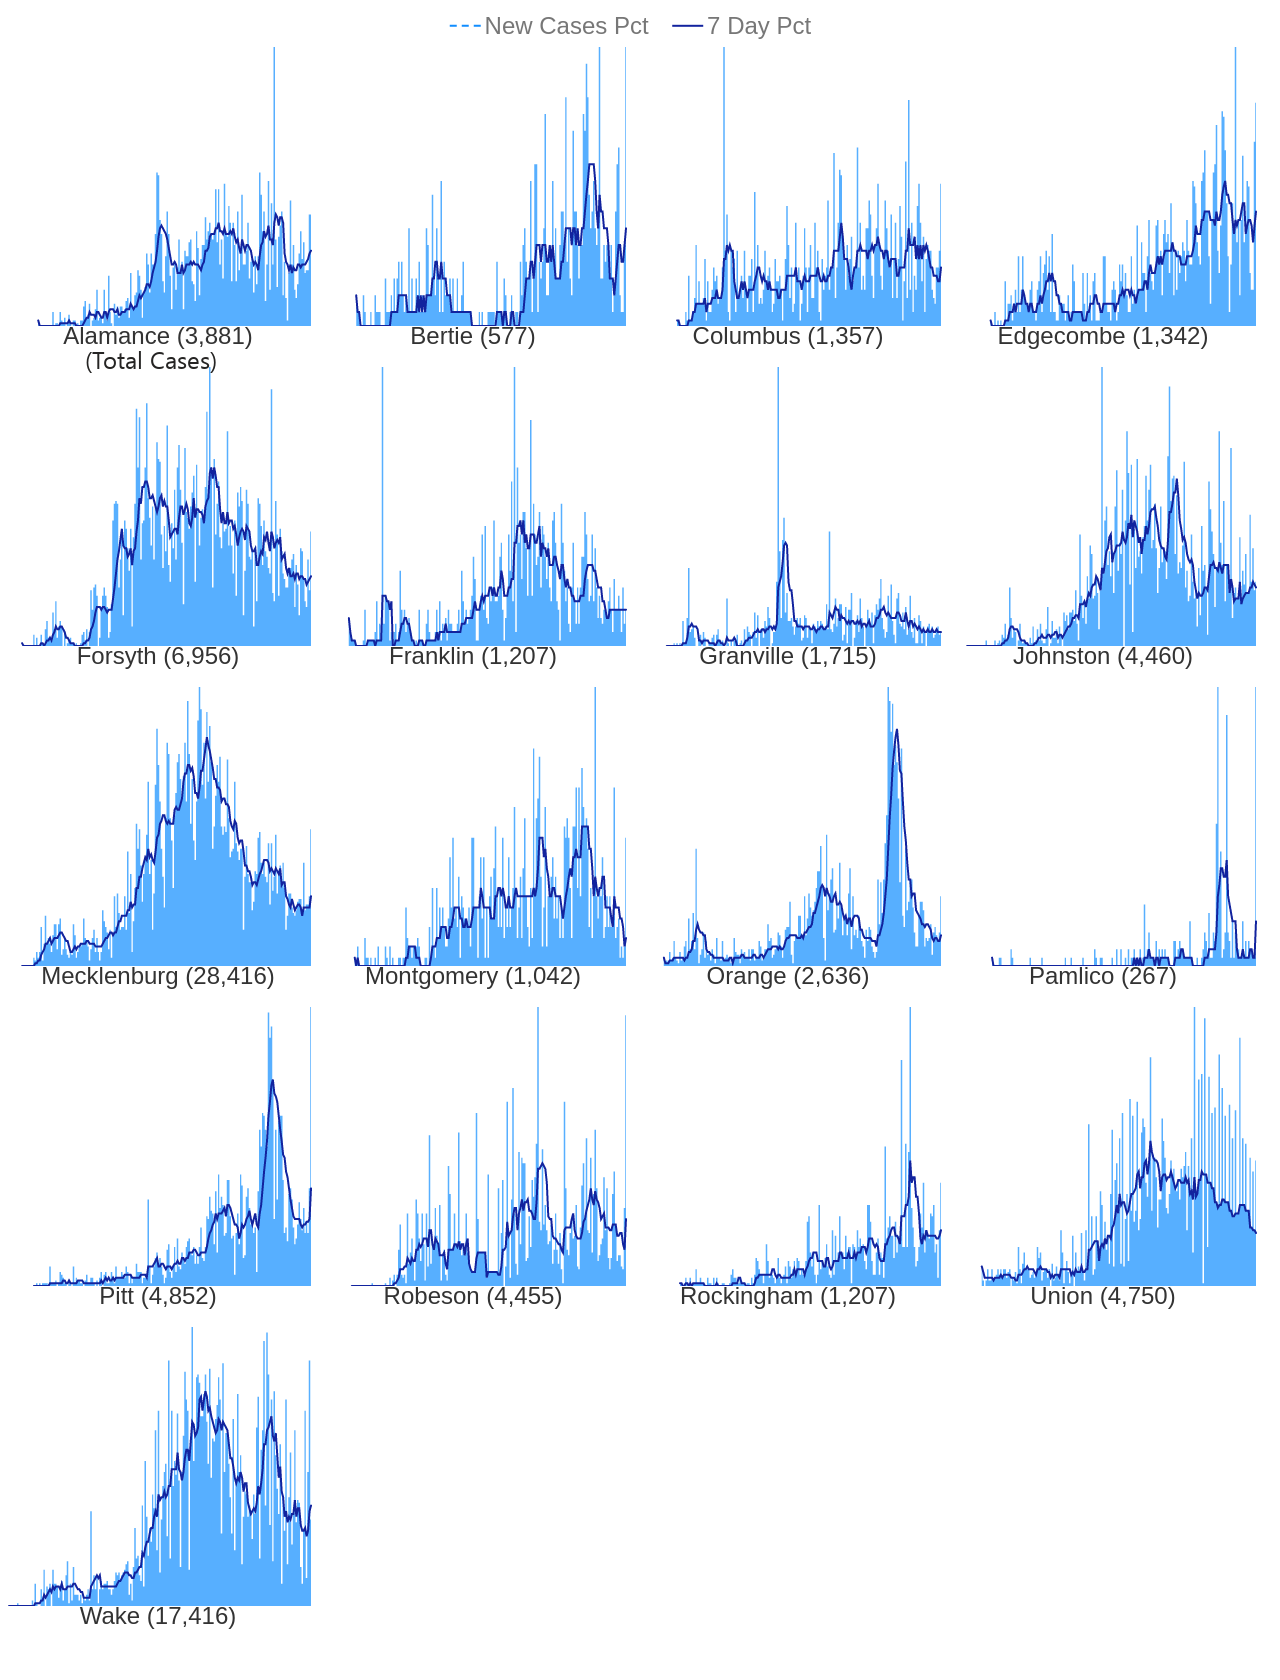 New Cases Pct 7 Day Pct
Alamance (3,881) Bertie (577) Columbus (1,357) Edgecombe (1,342)
(Total Cases)
Forsyth (6,956) Franklin (1,207) Granville (1,715) Johnston (4,460)
Mecklenburg (28,416) Montgomery (1,042) Orange (2,636) Pamlico (267)
Pitt (4,852) Robeson (4,455) Rockingham (1,207) Union (4,750)
Wake (17,416)